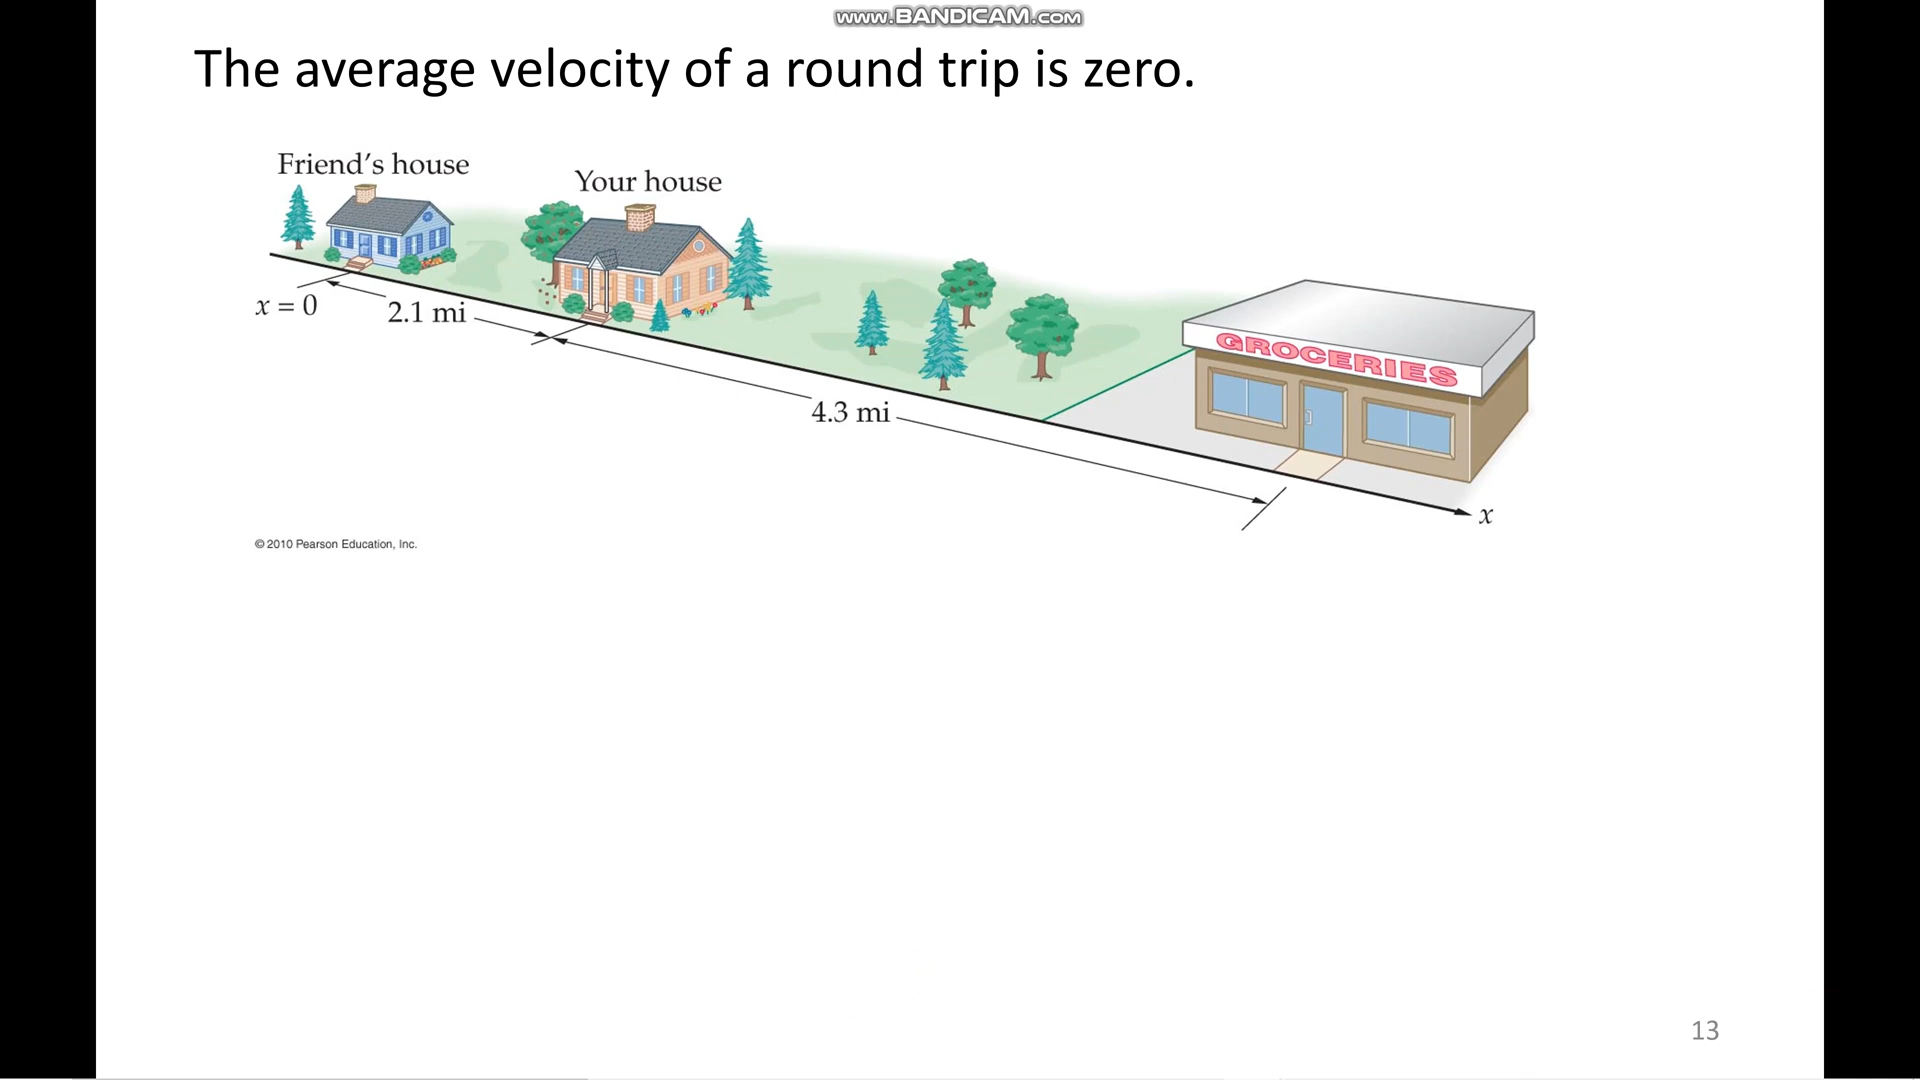 www.BANDICAM.com
The average velocity of a round trip is zero.
Friend’s house
Your house
x = 0
2.1 mi
4.3 mi
GROCERIES
x
© 2010 Pearson Education, Inc.
13